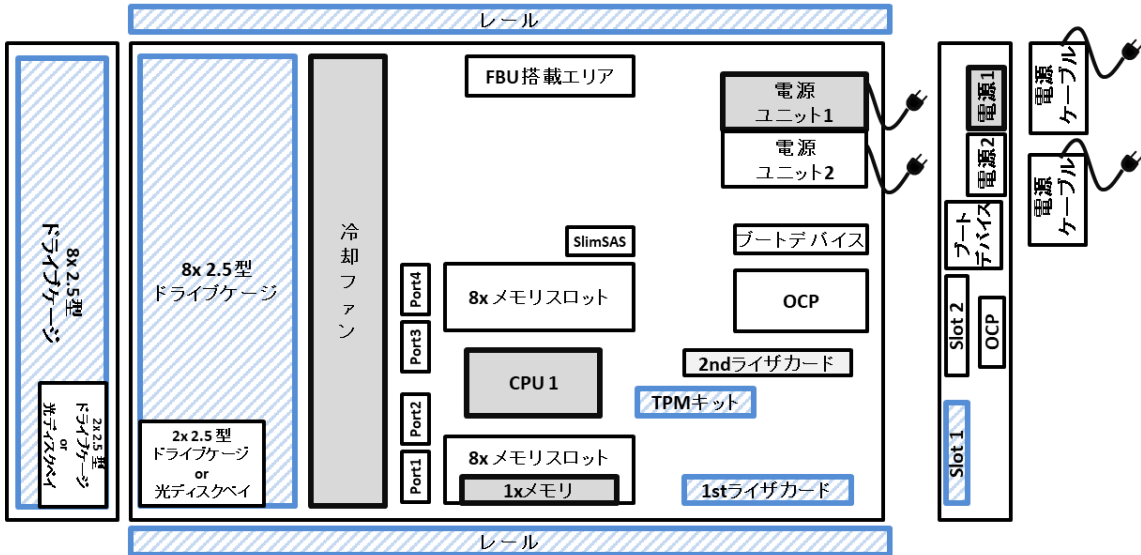 レール
8x 2.5型
ドライブケージ
2x 2.5型
ドライブケージ
or
光ディスクベイ
8x 2.5型
ドライブケージ
2x 2.5型
ドライブケージ
or
光ディスクベイ
冷却ファン
FBU搭載エリア
電源
ユニット1
電源
ユニット2
SlimSAS
ブートデバイス
Port4
Port3
Port2
Port1
8xメモリスロット
OCP
CPU 1
2ndライザカード
TPMキット
8xメモリスロット
1xメモリ
1stライザカード
電源1
電源2
ブート
デバイス
Slot 2
OCP
Slot 1
電源
ケーブル
電源
ケーブル
レール